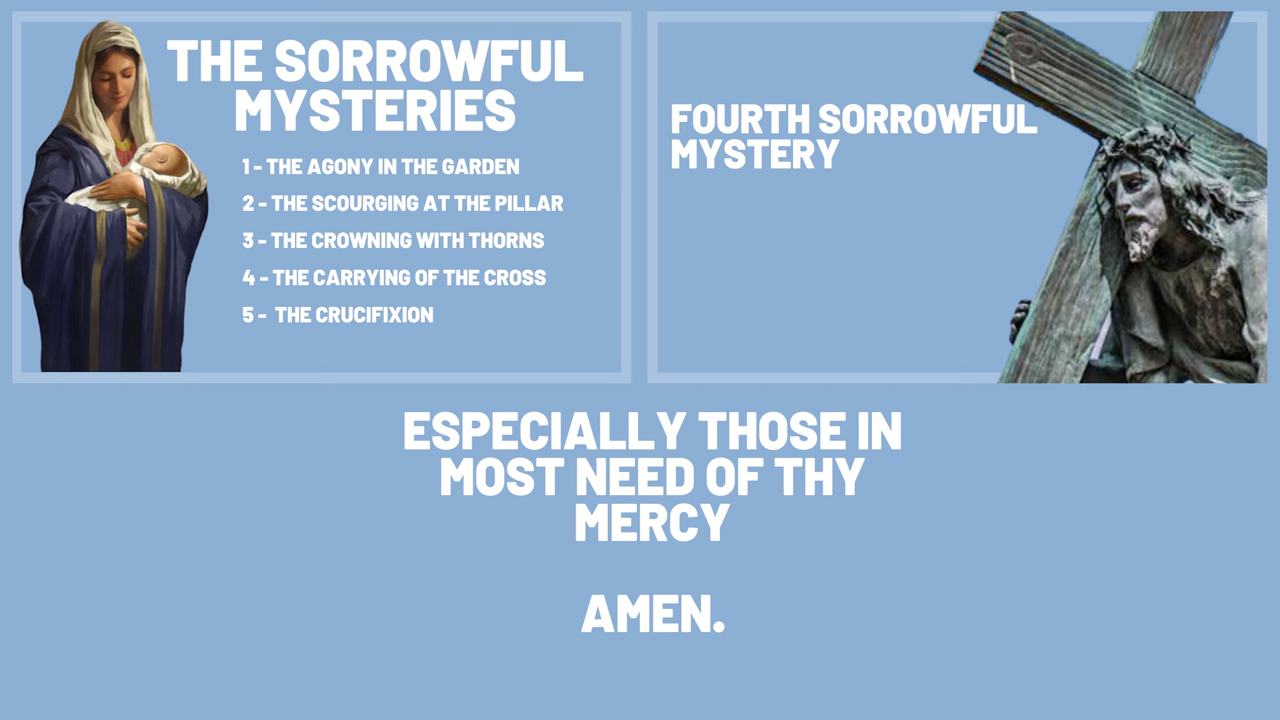 THE SORROWFUL
MYSTERIES
1 - THE AGONY IN THE GARDEN
2 - THE SCOURGING AT THE PILLAR
3 - THE CROWNING WITH THORNS
4 - THE CARRYING OF THE CROSS
5 - THE CRUCIFIXION
FOURTH SORROWFUL
MYSTERY
ESPECIALLY THOSE IN
MOST NEED OF THY
MERCY
AMEN.